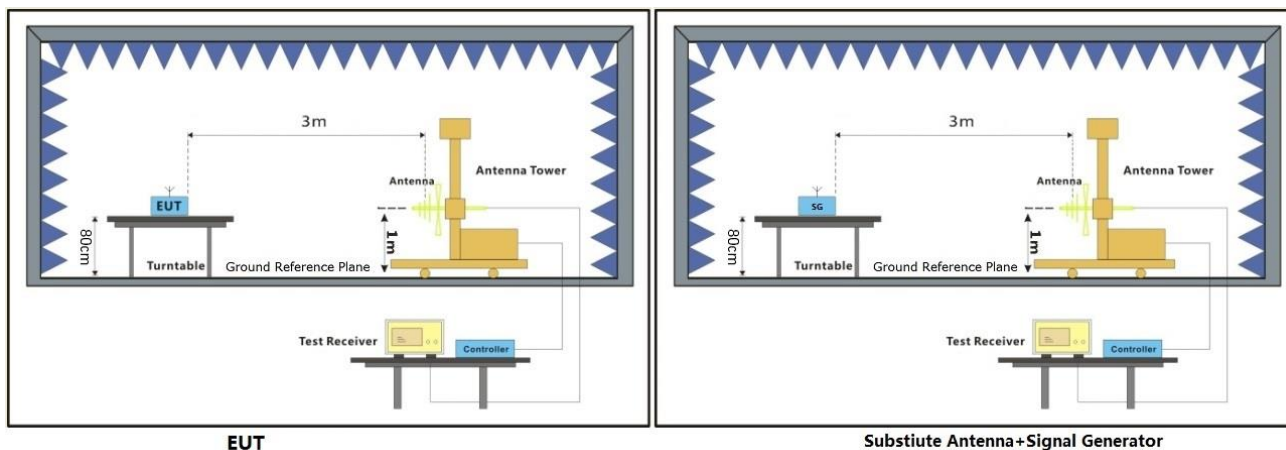 3m
Antenna
Antenna Tower
EUT
80cm
1m
Turntable
Ground Reference Plane
Test Receiver
Controller
EUT
3m
Antenna
Antenna Tower
SG
80cm
1m
Turntable
Ground Reference Plane
Test Receiver
Controller
Substiute Antenna+Signal Generator